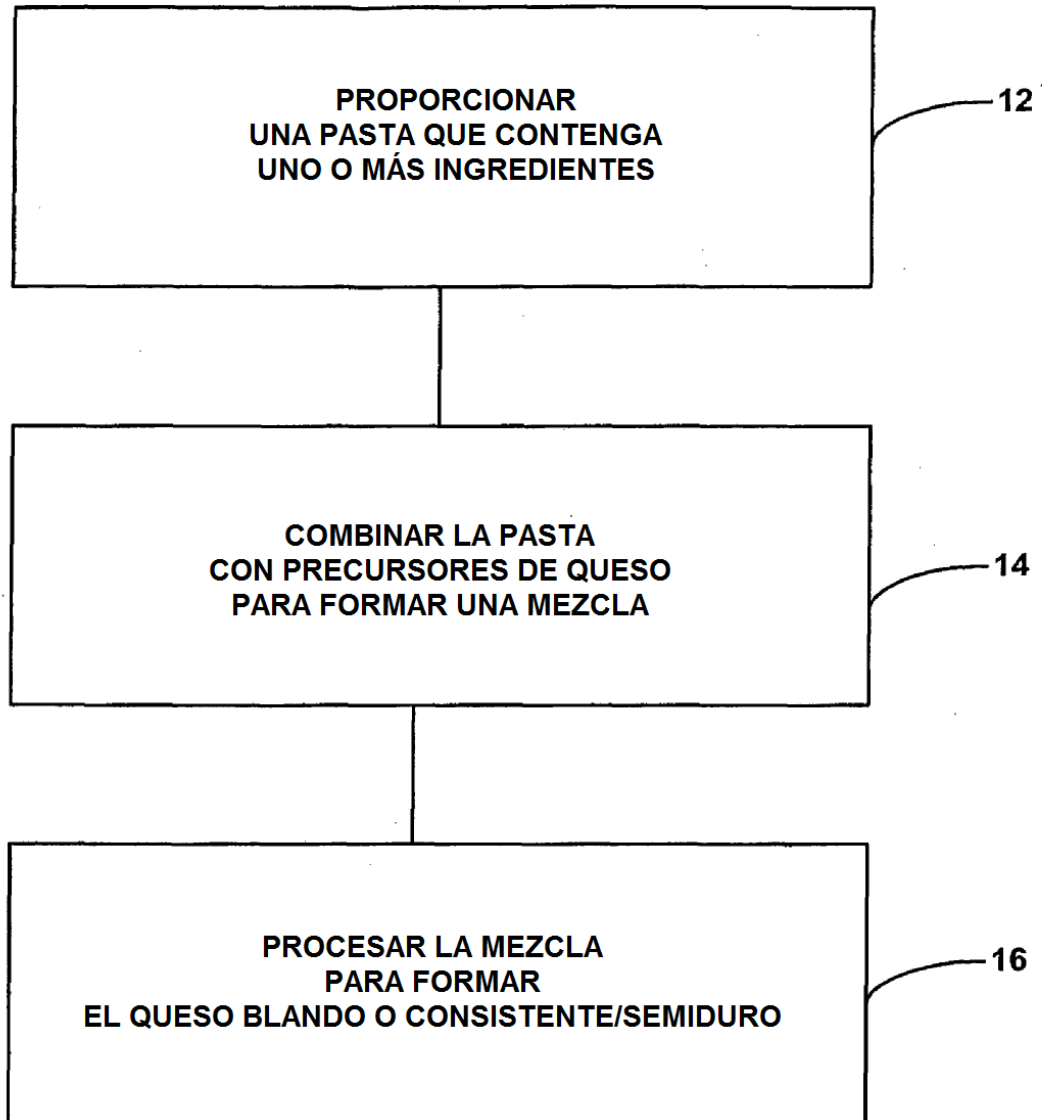 PROPORCIONAR
UNA PASTA QUE CONTENGA
UNO O MÁS INGREDIENTES
12
COMBINAR LA PASTA
CON PRECURSORES DE QUESO
PARA FORMAR UNA MEZCLA
14
PROCESAR LA MEZCLA
PARA FORMAR
EL QUESO BLANDO O CONSISTENTE/SEMIDURO
16